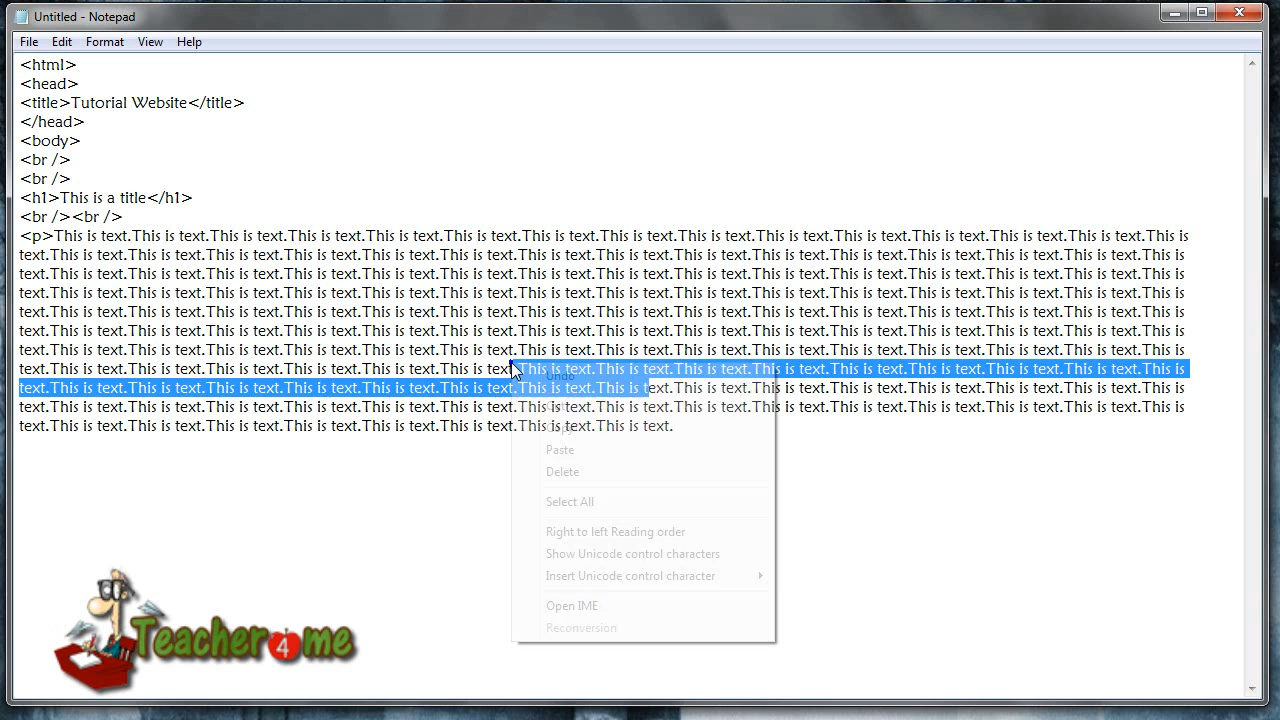 Untitled - Notepad
File Edit Format View Help
<html>
<head>
<title>Tutorial Website</title>
</head>
<body>
<br />
<br />
<h1>This is a title</h1>
<br /><br />
<p>This is text.This is text.This is text.This is text.This is text.This is text.This is text.This is text.This is text.This is text.This is text.This is text.This is text.This is text.This is
text.This is text.This is text.This is text.This is text.This is text.This is text.This is text.This is text.This is text.This is text.This is text.This is text.This is text.This is text.This is
text.This is text.This is text.This is text.This is text.This is text.This is text.This is text.This is text.This is text.This is text.This is text.This is text.This is text.This is text.This is
text.This is text.This is text.This is text.This is text.This is text.This is text.This is text.This is text.This is text.This is text.This is text.This is text.This is text.This is text.This is
text.This is text.This is text.This is text.This is text.This is text.This is text.This is text.This is text.This is text.This is text.This is text.This is text.This is text.This is text.This is
text.This is text.This is text.This is text.This is text.This is text.This is text.This is text.This is text.This is text.This is text.This is text.This is text.This is text.This is text.This is
text.This is text.This is text.This is text.This is text.This is text.This is text.This is text.This is text.This is text.This is text.This is text.This is text.This is text.This is text.This is
text.This is text.This is text.This is text.This is text.This is text.This is text.This is text.This is text.This is text.This is text.This is text.This is text.This is text.This is text.This is
text.This is text.This is text.This is text.This is text.This is text.This is text.This is text.This is text.This is text.This is text.This is text.This is text.This is text.This is text.This is
text.This is text.This is text.This is text.This is text.This is text.This is text.This is text.This is text.This is text.This is text.This is text.This is text.This is text.This is text.This is
text.This is text.This is text.This is text.This is text.This is text.This is text.This is text.This is text.
Undo
Cut
Copy
Paste
Delete
Select All
Right to left Reading order
Show Unicode control characters
Insert Unicode control character
Open IME
Reconversion
Teacher4me